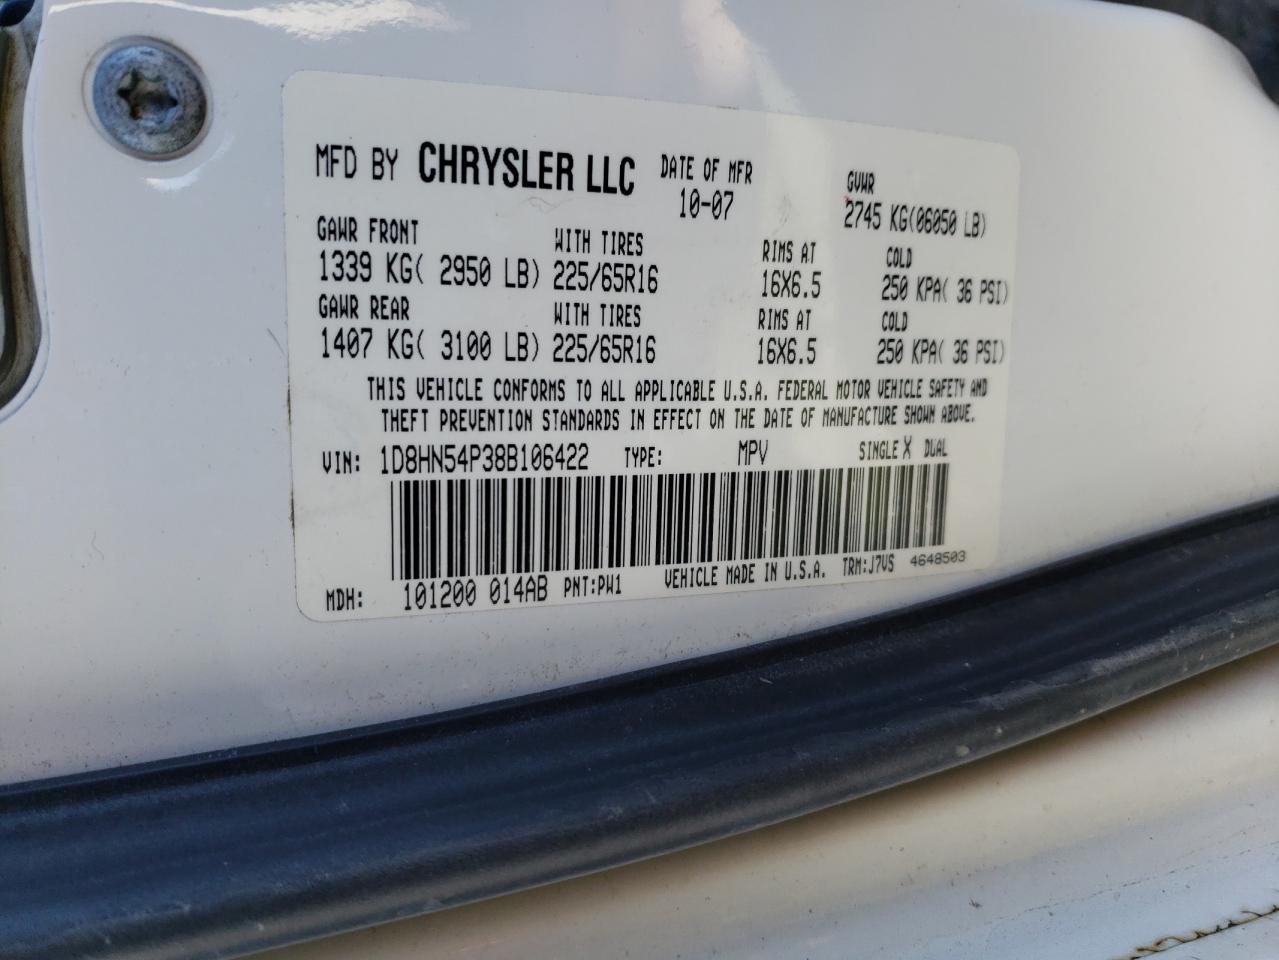 MFD BY CHRYSLER LLC DATE OF MFR GVWR
10-07 2745 KG(06050 LB)
GAWR FRONT WITH TIRES RIMS AT COLD
1339 KG( 2950 LB) 225/65R16 16X6.5 250 KPA( 36 PSI)
GAWR REAR WITH TIRES RIMS AT COLD
1407 KG( 3100 LB) 225/65R16 16X6.5 250 KPA( 36 PSI)
THIS VEHICLE CONFORMS TO ALL APPLICABLE U.S.A. FEDERAL MOTOR VEHICLE SAFETY AND
THEFT PREVENTION STANDARDS IN EFFECT ON THE DATE OF MANUFACTURE SHOWN ABOVE.
VIN: 1D8HN54P38B106422 TYPE: MPV SINGLE X DUAL
MDH: 101200 014AB PNT:PW1 VEHICLE MADE IN U.S.A. TRM:J7VS 4648503